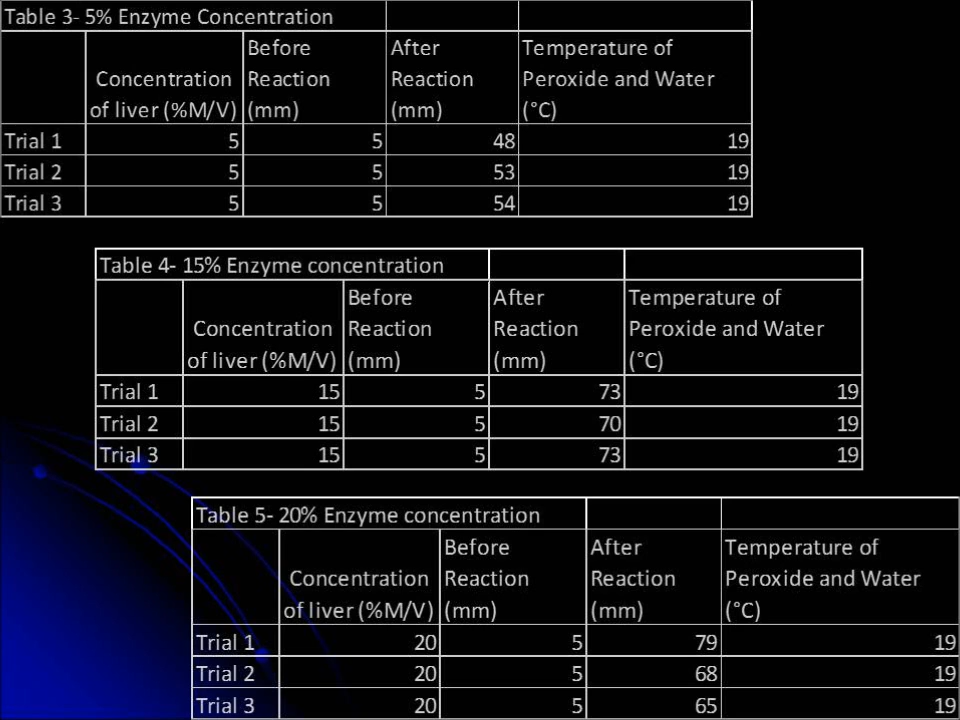 Table 3- 5% Enzyme Concentration
Concentration of liver (%M/V) Before Reaction (mm) After Reaction (mm) Temperature of Peroxide and Water (°C)
Trial 1 5 5 48 19
Trial 2 5 5 53 19
Trial 3 5 5 54 19
Table 4- 15% Enzyme concentration
Concentration of liver (%M/V) Before Reaction (mm) After Reaction (mm) Temperature of Peroxide and Water (°C)
Trial 1 15 5 73 19
Trial 2 15 5 70 19
Trial 3 15 5 73 19
Table 5- 20% Enzyme concentration
Concentration of liver (%M/V) Before Reaction (mm) After Reaction (mm) Temperature of Peroxide and Water (°C)
Trial 1 20 5 79 19
Trial 2 20 5 68 19
Trial 3 20 5 65 19